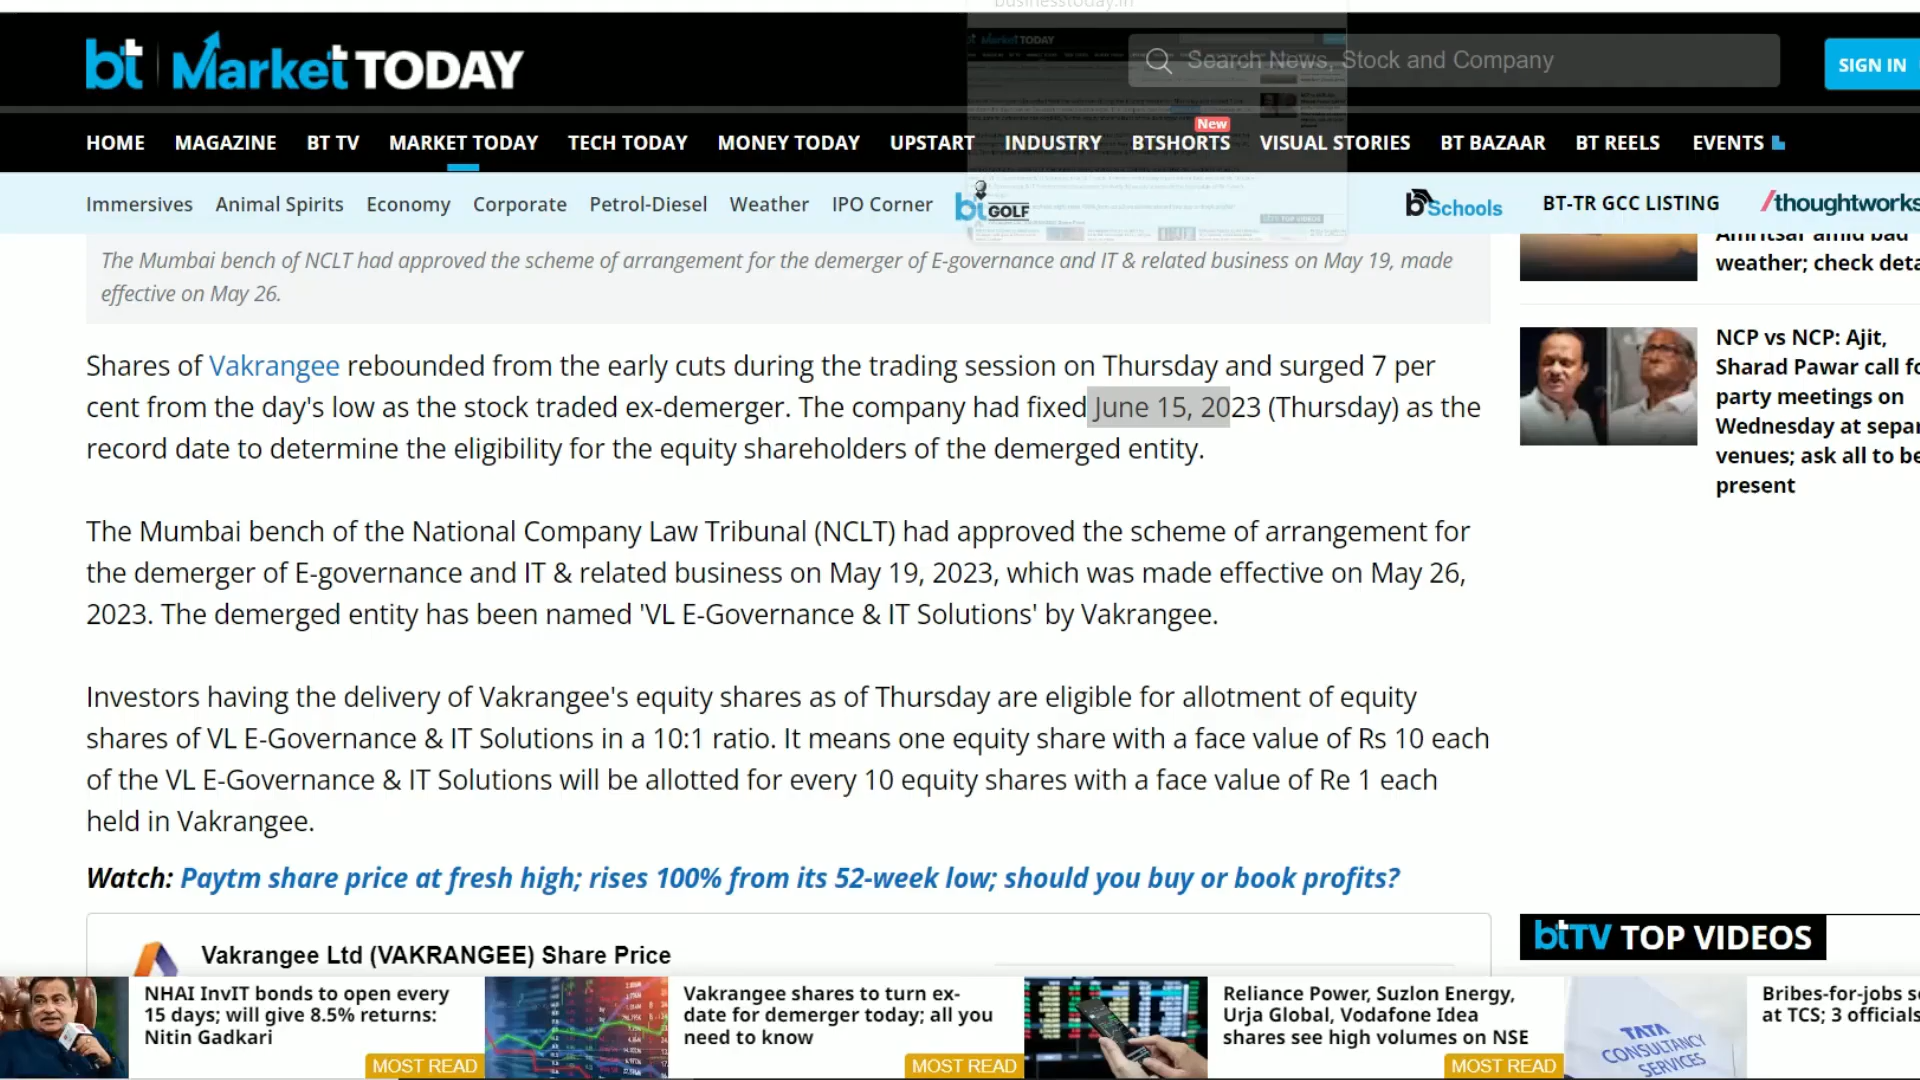 businesstoday.in
bt Market TODAY
Search News, Stock and Company
SIGN IN
HOME MAGAZINE BT TV MARKET TODAY TECH TODAY MONEY TODAY UPSTART INDUSTRY BTSHORTS New VISUAL STORIES BT BAZAAR BT REELS EVENTS
Immersives Animal Spirits Economy Corporate Petrol-Diesel Weather IPO Corner bt GOLF bSchools BT-TR GCC LISTING /thoughtworks
The Mumbai bench of NCLT had approved the scheme of arrangement for the demerger of E-governance and IT & related business on May 19, made
effective on May 26.
Shares of Vakrangee rebounded from the early cuts during the trading session on Thursday and surged 7 per
cent from the day's low as the stock traded ex-demerger. The company had fixed June 15, 2023 (Thursday) as the
record date to determine the eligibility for the equity shareholders of the demerged entity.
The Mumbai bench of the National Company Law Tribunal (NCLT) had approved the scheme of arrangement for
the demerger of E-governance and IT & related business on May 19, 2023, which was made effective on May 26,
2023. The demerged entity has been named 'VL E-Governance & IT Solutions' by Vakrangee.
Investors having the delivery of Vakrangee's equity shares as of Thursday are eligible for allotment of equity
shares of VL E-Governance & IT Solutions in a 10:1 ratio. It means one equity share with a face value of Rs 10 each
of the VL E-Governance & IT Solutions will be allotted for every 10 equity shares with a face value of Re 1 each
held in Vakrangee.
Watch: Paytm share price at fresh high; rises 100% from its 52-week low; should you buy or book profits?
Vakrangee Ltd (VAKRANGEE) Share Price
Amritsar amid bad
weather; check deta
NCP vs NCP: Ajit,
Sharad Pawar call fo
party meetings on
Wednesday at separ
venues; ask all to be
present
btTV TOP VIDEOS
NHAI InvIT bonds to open every
15 days; will give 8.5% returns:
Nitin Gadkari
MOST READ
Vakrangee shares to turn ex-
date for demerger today; all you
need to know
MOST READ
Reliance Power, Suzlon Energy,
Urja Global, Vodafone Idea
shares see high volumes on NSE
MOST READ
TATA
CONSULTANCY
SERVICES
Bribes-for-jobs s
at TCS; 3 officials